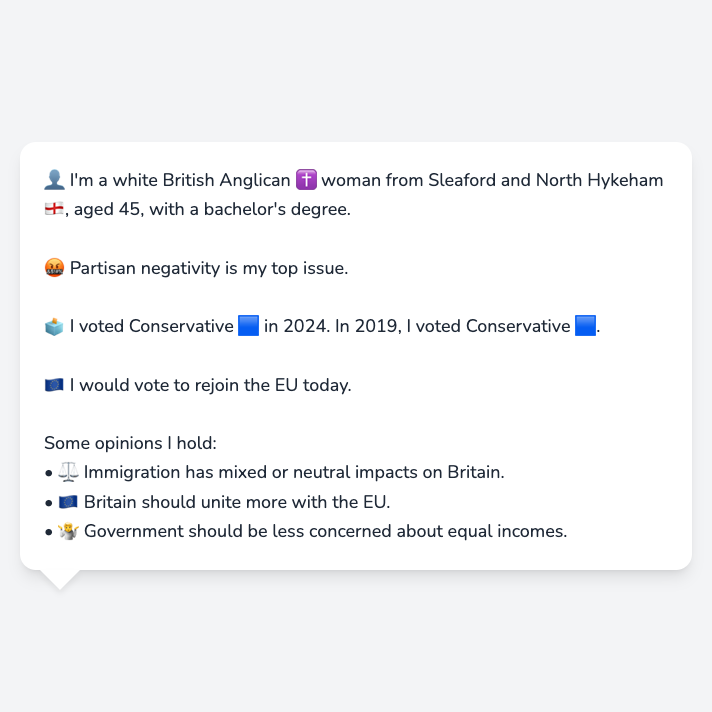 👤 I'm a white British Anglican ✝️ woman from Sleaford and North Hykeham
🏴󠁧󠁢󠁥󠁮󠁧󠁿, aged 45, with a bachelor's degree.
🤬 Partisan negativity is my top issue.
🗳️ I voted Conservative 🟦 in 2024. In 2019, I voted Conservative 🟦.
🇪🇺 I would vote to rejoin the EU today.
Some opinions I hold:
• ⚖️ Immigration has mixed or neutral impacts on Britain.
• 🇪🇺 Britain should unite more with the EU.
• 🤷 Government should be less concerned about equal incomes.